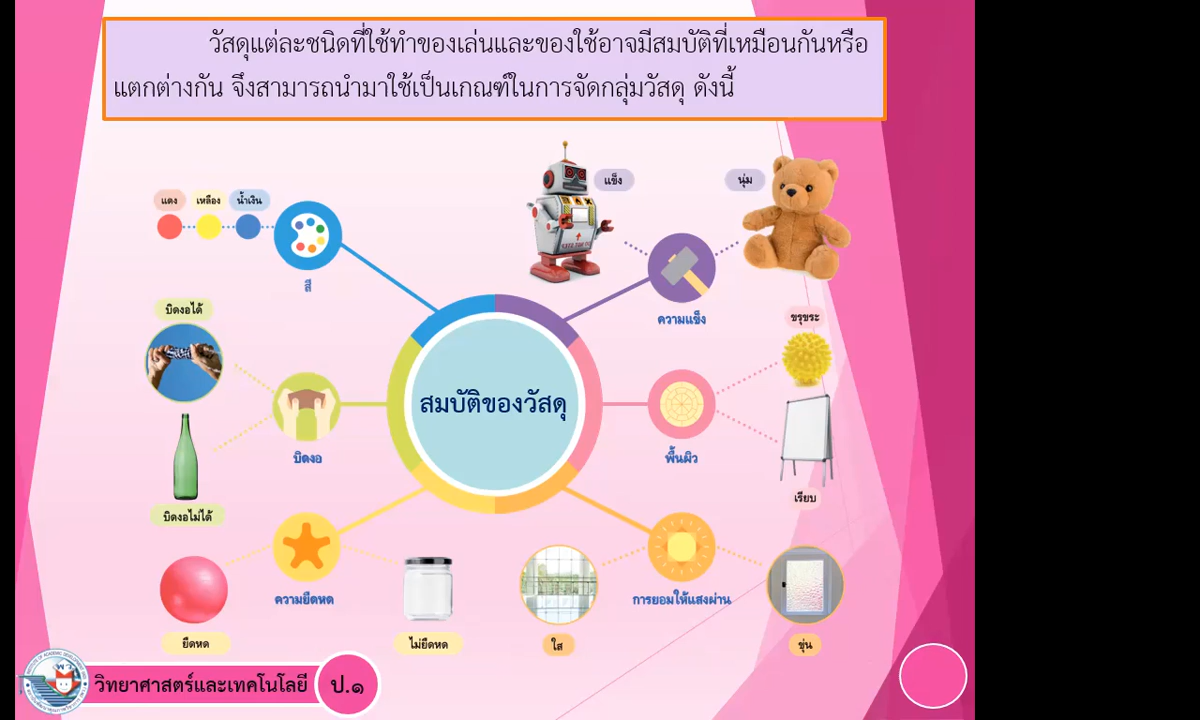 วัสดุแต่ละชนิดที่ใช้ทำของเล่นและของใช้อาจมีสมบัติที่เหมือนกันหรือ
แตกต่างกัน จึงสามารถนำมาใช้เป็นเกณฑ์ในการจัดกลุ่มวัสดุ ดังนี้
แดง
เหลือง
น้ำเงิน
สี
แข็ง
นุ่ม
ความแข็ง
บิดงอได้
บิดงอ
บิดงอไม่ได้
สมบัติของวัสดุ
ขรุขระ
พื้นผิว
เรียบ
ความยืดหด
ยืดหด
ไม่ยืดหด
การยอมให้แสงผ่าน
ใส
ขุ่น
วิทยาศาสตร์และเทคโนโลยี
ป.๑